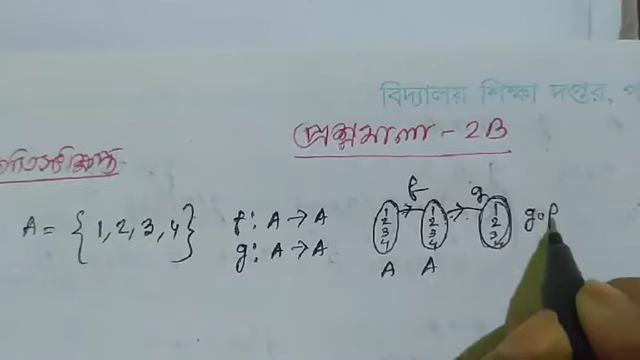 বিদ্যালয় শিক্ষা দপ্তর,
প্রশ্নমালা - 2B
A = {1, 2, 3, 4} f: A → A
g: A → A
f g
1 2 3 4 1 2 3 4 1 2 3 4 g∘f
A A